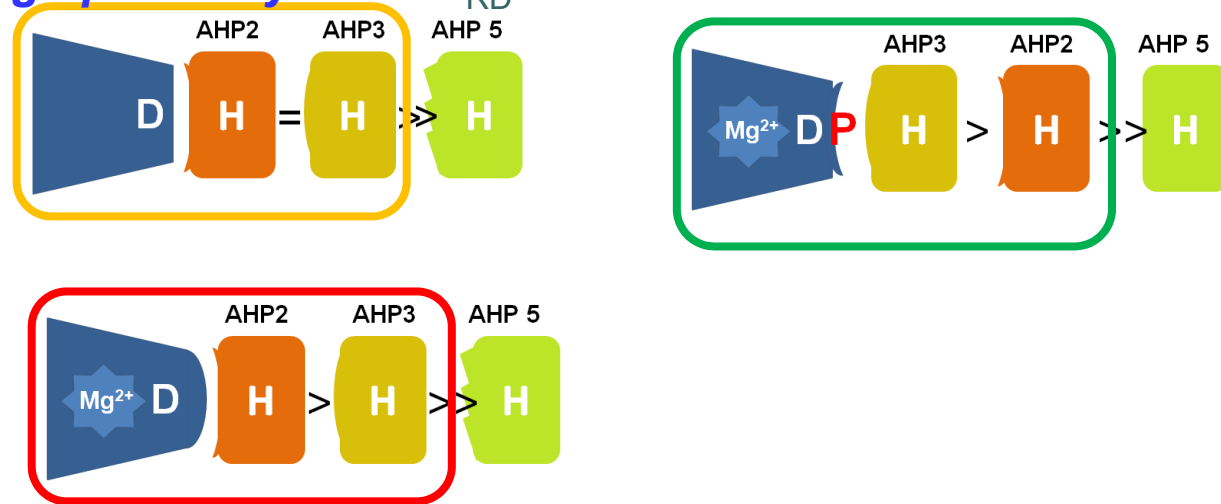 AHP2 AHP3 AHP 5
D H = H >> H
AHP3 AHP2 AHP 5
Mg²⁺ D P H > H >> H
AHP2 AHP3 AHP 5
Mg²⁺ D H > H >> H